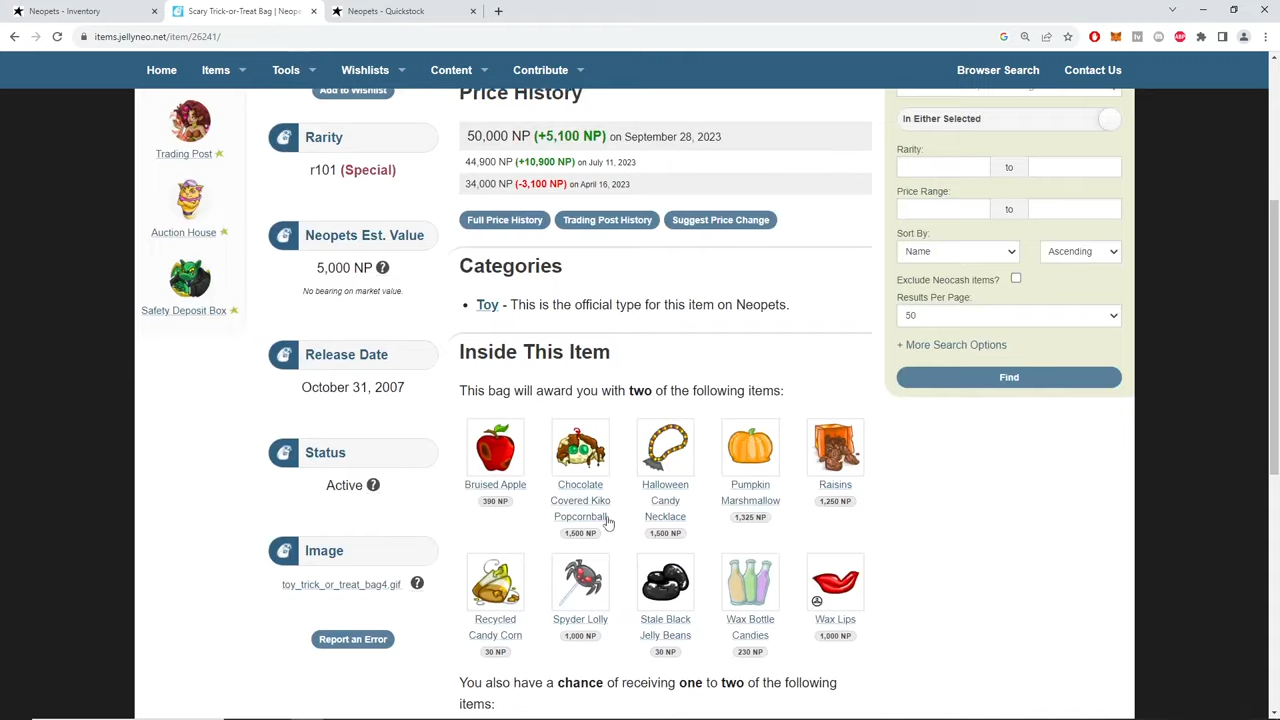 Neopets - Inventory
Scary Trick-or-Treat Bag | Neop
Neopets - Quickstock
items.jellyneo.net/item/26241/
Home
Items
Tools
Wishlists
Content
Contribute
Browser Search
Contact Us
Trading Post
Auction House
Safety Deposit Box
Add to Wishlist
Rarity
r101 (Special)
Neopets Est. Value
5,000 NP
No bearing on market value.
Release Date
October 31, 2007
Status
Active
Image
toy_trick_or_treat_bag4.gif
Report an Error
Price History
50,000 NP (+5,100 NP) on September 28, 2023
44,900 NP (+10,900 NP) on July 11, 2023
34,000 NP (-3,100 NP) on April 16, 2023
Full Price History
Trading Post History
Suggest Price Change
Categories
• Toy - This is the official type for this item on Neopets.
Inside This Item
This bag will award you with two of the following items:
Bruised Apple
390 NP
Chocolate
Covered Kiko
Popcornball
1,500 NP
Halloween
Candy
Necklace
1,500 NP
Pumpkin
Marshmallow
1,325 NP
Raisins
1,250 NP
Recycled
Candy Corn
30 NP
Spyder Lolly
1,000 NP
Stale Black
Jelly Beans
30 NP
Wax Bottle
Candies
230 NP
Wax Lips
1,000 NP
You also have a chance of receiving one to two of the following
items:
In Either Selected
Rarity:
to
Price Range:
to
Sort By:
Name
Ascending
Exclude Neocash items?
Results Per Page:
50
+ More Search Options
Find